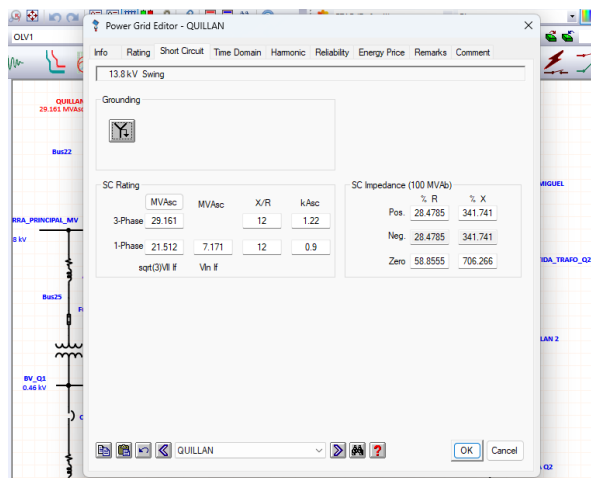 Power Grid Editor - QUILLAN
OLV1
Info Rating Short Circuit Time Domain Harmonic Reliability Energy Price Remarks Comment
13.8 kV Swing
Grounding
QUILLAN
29.161 MVAsc
Bus22
SC Rating
MVAsc MVAsc X/R kAsc
3-Phase 29.161 12 1.22
1-Phase 21.512 7.171 12 0.9
sqrt(3)Vll If Vln If
SC Impedance (100 MVAb)
% R % X
Pos. 28.4785 341.741
Neg. 28.4785 341.741
Zero 58.8555 706.266
MIGUEL
RRA_PRINCIPAL_MV
8 kV
IDA_TRAFO_Q2
Bus25
F
LAN 2
BV_Q1
0.46 kV
C
QUILLAN
OK Cancel
Q2